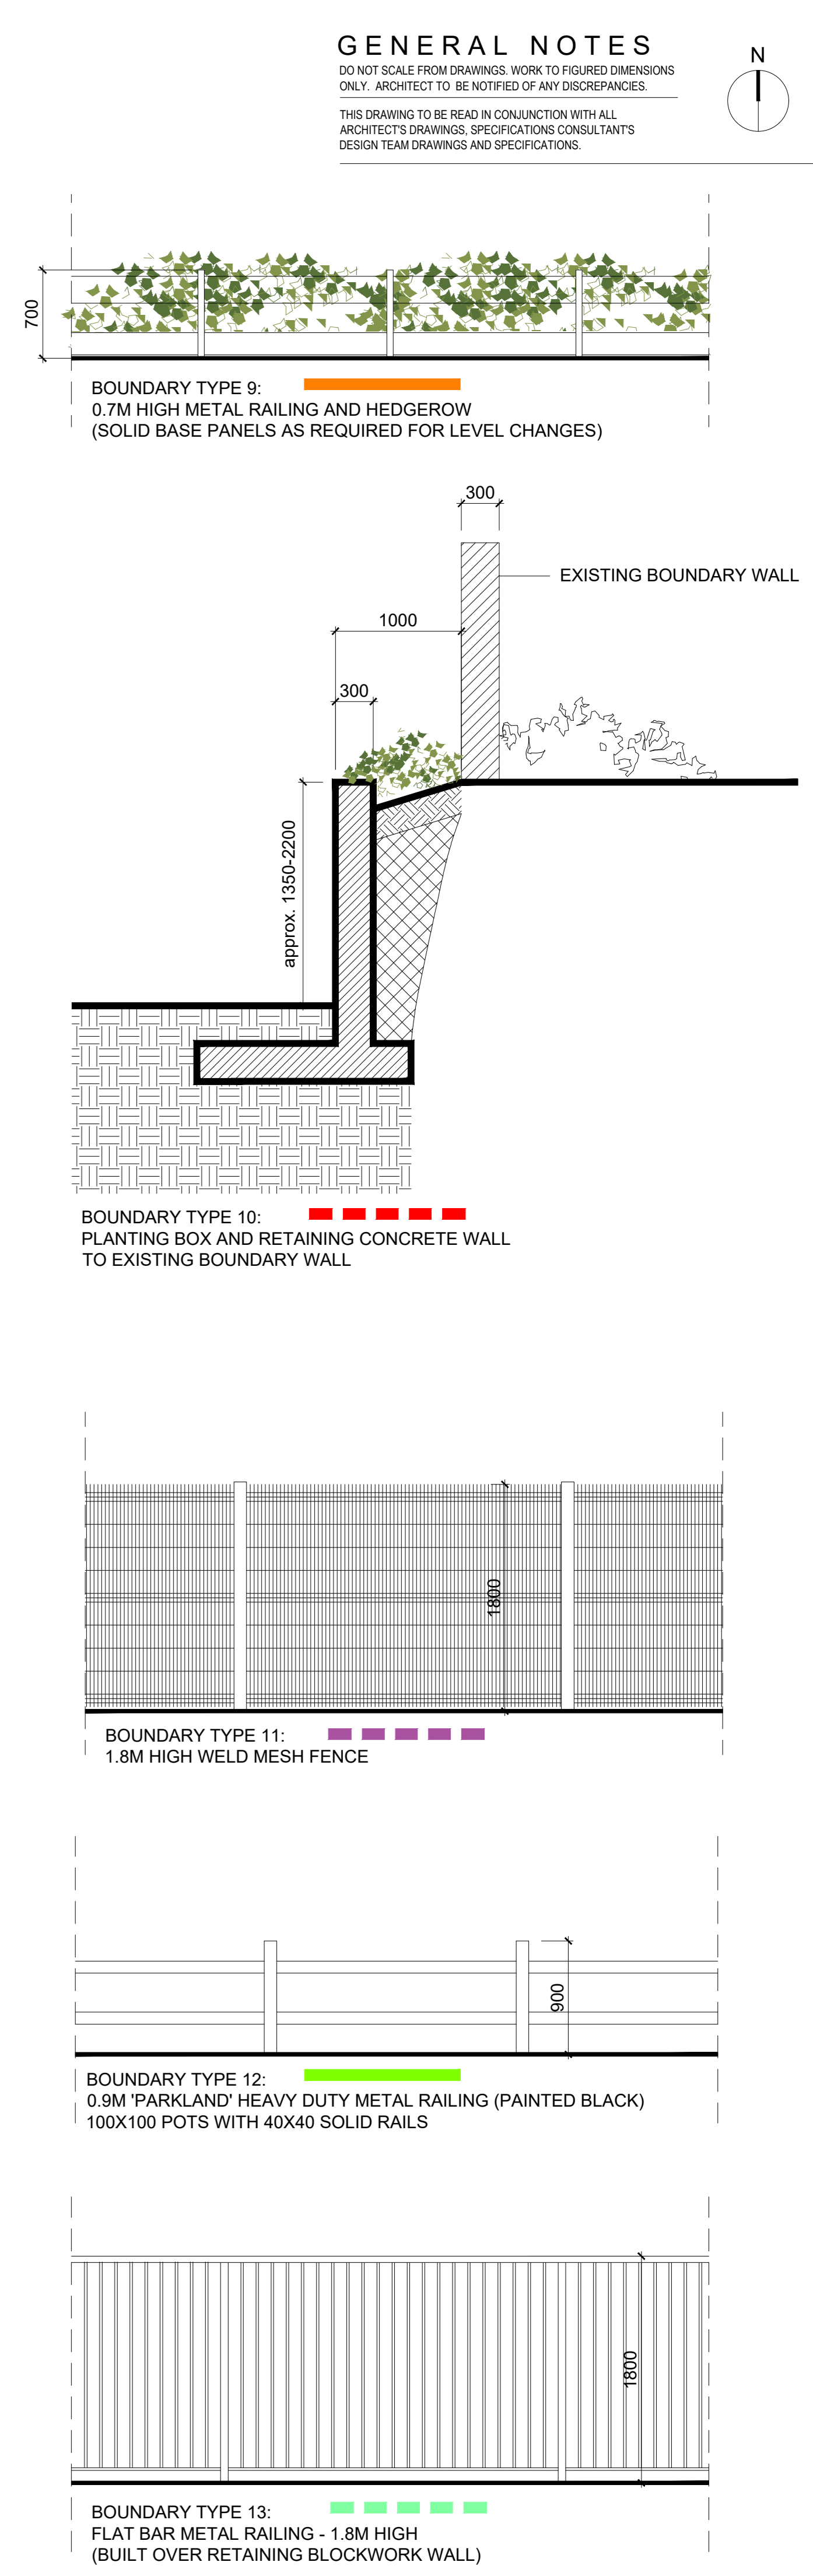 GENERAL NOTES
N
DO NOT SCALE FROM DRAWINGS. WORK TO FIGURED DIMENSIONS
ONLY. ARCHITECT TO BE NOTIFIED OF ANY DISCREPANCIES.
THIS DRAWING TO BE READ IN CONJUNCTION WITH ALL
ARCHITECT'S DRAWINGS, SPECIFICATIONS CONSULTANT'S
DESIGN TEAM DRAWINGS AND SPECIFICATIONS.
700
BOUNDARY TYPE 9:
0.7M HIGH METAL RAILING AND HEDGEROW
(SOLID BASE PANELS AS REQUIRED FOR LEVEL CHANGES)
300
EXISTING BOUNDARY WALL
1000
300
approx. 1350-2200
BOUNDARY TYPE 10:
PLANTING BOX AND RETAINING CONCRETE WALL
TO EXISTING BOUNDARY WALL
1800
BOUNDARY TYPE 11:
1.8M HIGH WELD MESH FENCE
900
BOUNDARY TYPE 12:
0.9M 'PARKLAND' HEAVY DUTY METAL RAILING (PAINTED BLACK)
100X100 POTS WITH 40X40 SOLID RAILS
1800
BOUNDARY TYPE 13:
FLAT BAR METAL RAILING - 1.8M HIGH
(BUILT OVER RETAINING BLOCKWORK WALL)